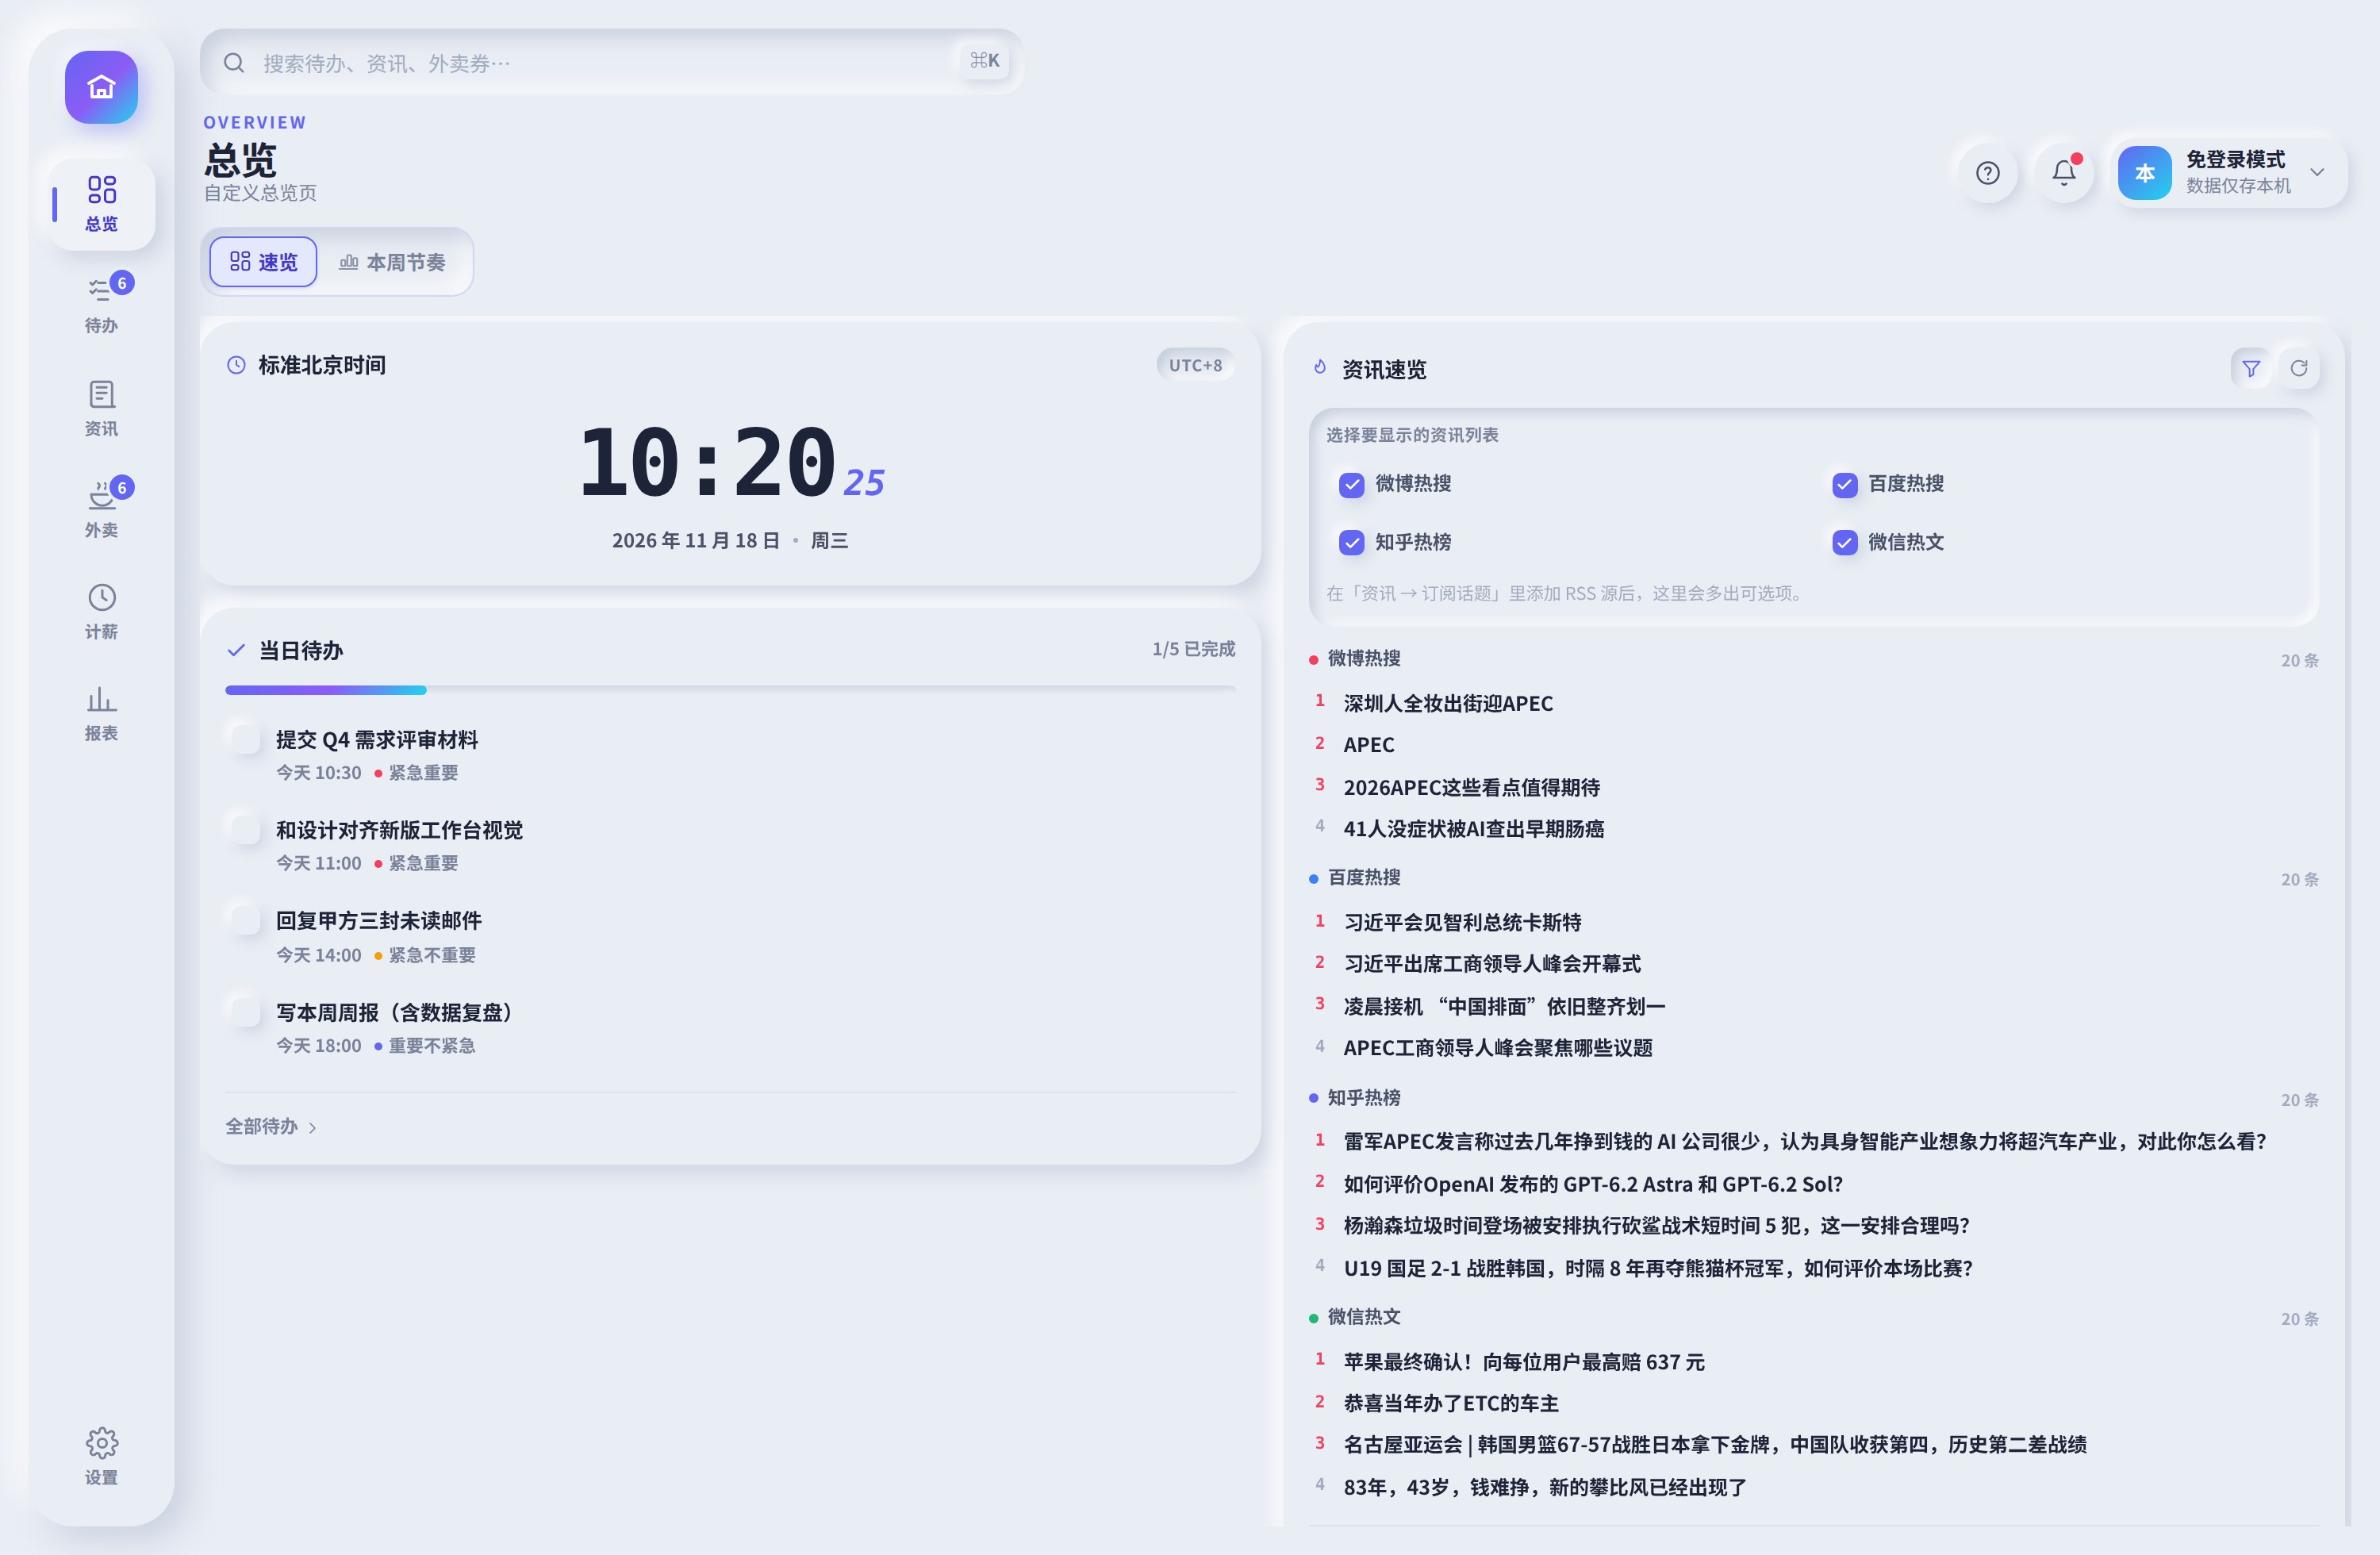 搜索待办、资讯、外卖券…
⌘K
OVERVIEW
总览
自定义总览页
免登录模式
数据仅存本机
本
总览
6
待办
资讯
6
外卖
计薪
报表
设置
速览
本周节奏
标准北京时间
UTC+8
10:20 25
2026 年 11 月 18 日 • 周三
当日待办
1/5 已完成
提交 Q4 需求评审材料
今天 10:30 紧急重要
和设计对齐新版工作台视觉
今天 11:00 紧急重要
回复甲方三封未读邮件
今天 14:00 紧急不重要
写本周周报（含数据复盘）
今天 18:00 重要不紧急
全部待办
资讯速览
选择要显示的资讯列表
微博热搜
百度热搜
知乎热榜
微信热文
在「资讯 → 订阅话题」里添加 RSS 源后，这里会多出可选项。
微博热搜 20 条
1 深圳人全妆出街迎APEC
2 APEC
3 2026APEC这些看点值得期待
4 41人没症状被AI查出早期肠癌
百度热搜 20 条
1 习近平会见智利总统卡斯特
2 习近平出席工商领导人峰会开幕式
3 凌晨接机 “中国排面”依旧整齐划一
4 APEC工商领导人峰会聚焦哪些议题
知乎热榜 20 条
1 雷军APEC发言称过去几年挣到钱的 AI 公司很少，认为具身智能产业想象力将超汽车产业，对此你怎么看？
2 如何评价OpenAI 发布的 GPT-6.2 Astra 和 GPT-6.2 Sol？
3 杨瀚森垃圾时间登场被安排执行砍鲨战术短时间 5 犯，这一安排合理吗？
4 U19 国足 2-1 战胜韩国，时隔 8 年再夺熊猫杯冠军，如何评价本场比赛？
微信热文 20 条
1 苹果最终确认！向每位用户最高赔 637 元
2 恭喜当年办了ETC的车主
3 名古屋亚运会 | 韩国男篮67-57战胜日本拿下金牌，中国队收获第四，历史第二差战绩
4 83年，43岁，钱难挣，新的攀比风已经出现了